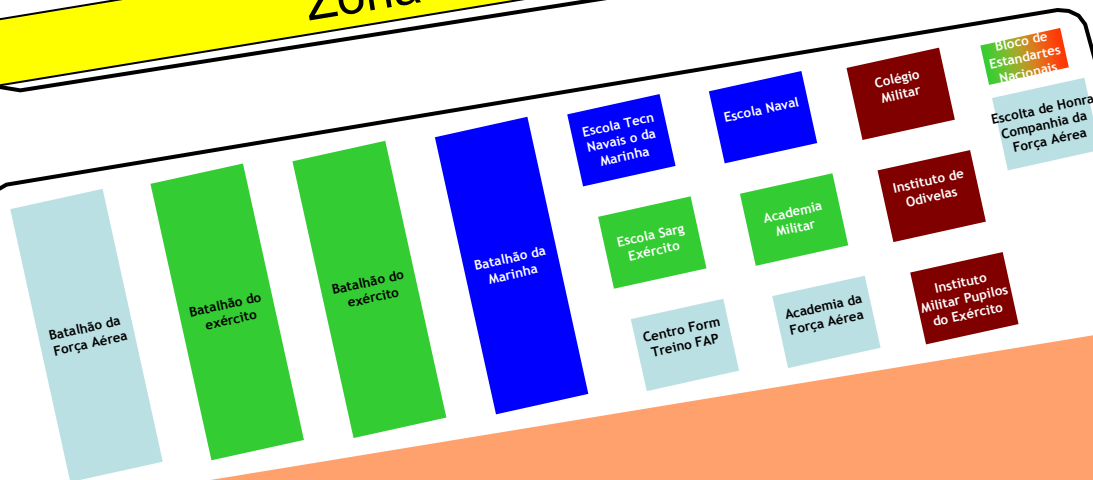 Zona
Batalhão da
Força Aérea
Batalhão do
exército
Batalhão do
exército
Batalhão da
Marinha
Escola Tecn
Navais o da
Marinha
Escola Sarg
Exército
Centro Form
Treino FAP
Escola Naval
Academia
Militar
Academia da
Força Aérea
Colégio
Militar
Instituto de
Odivelas
Instituto
Militar Pupilos
do Exército
Bloco de
Estandartes
Nacionais
Escolta de Honra
Companhia da
Força Aérea